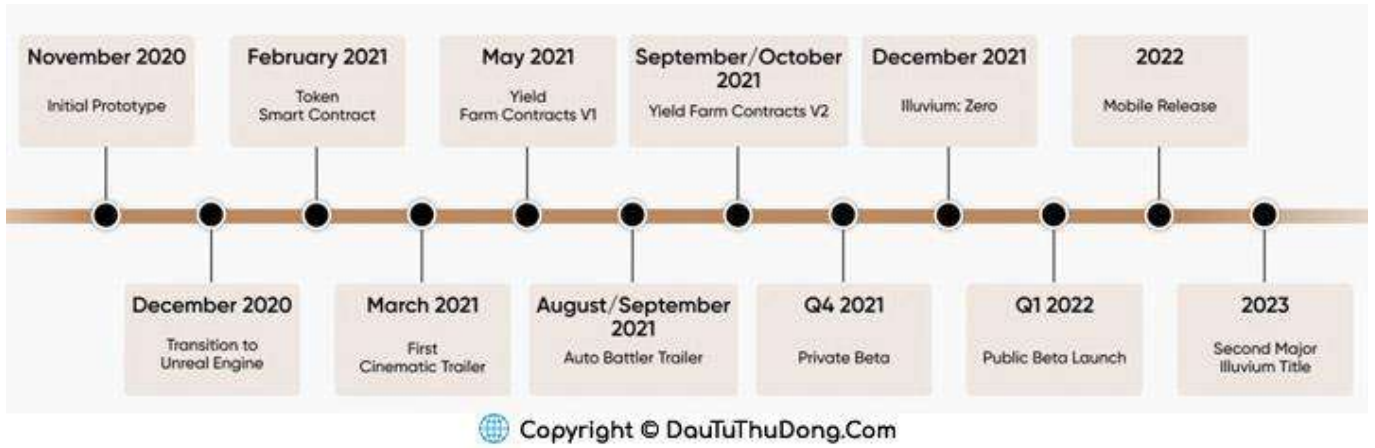 November 2020
Initial Prototype
December 2020
Transition to
Unreal Engine
February 2021
Token
Smart Contract
March 2021
First
Cinematic Trailer
May 2021
Yield
Farm Contracts V1
August/September
2021
Auto Battler Trailer
September/October
2021
Yield Farm Contracts V2
Q4 2021
Private Beta
December 2021
Illuvium: Zero
Q1 2022
Public Beta Launch
2022
Mobile Release
2023
Second Major
Illuvium Title
Copyright © DauTuThuDong.Com